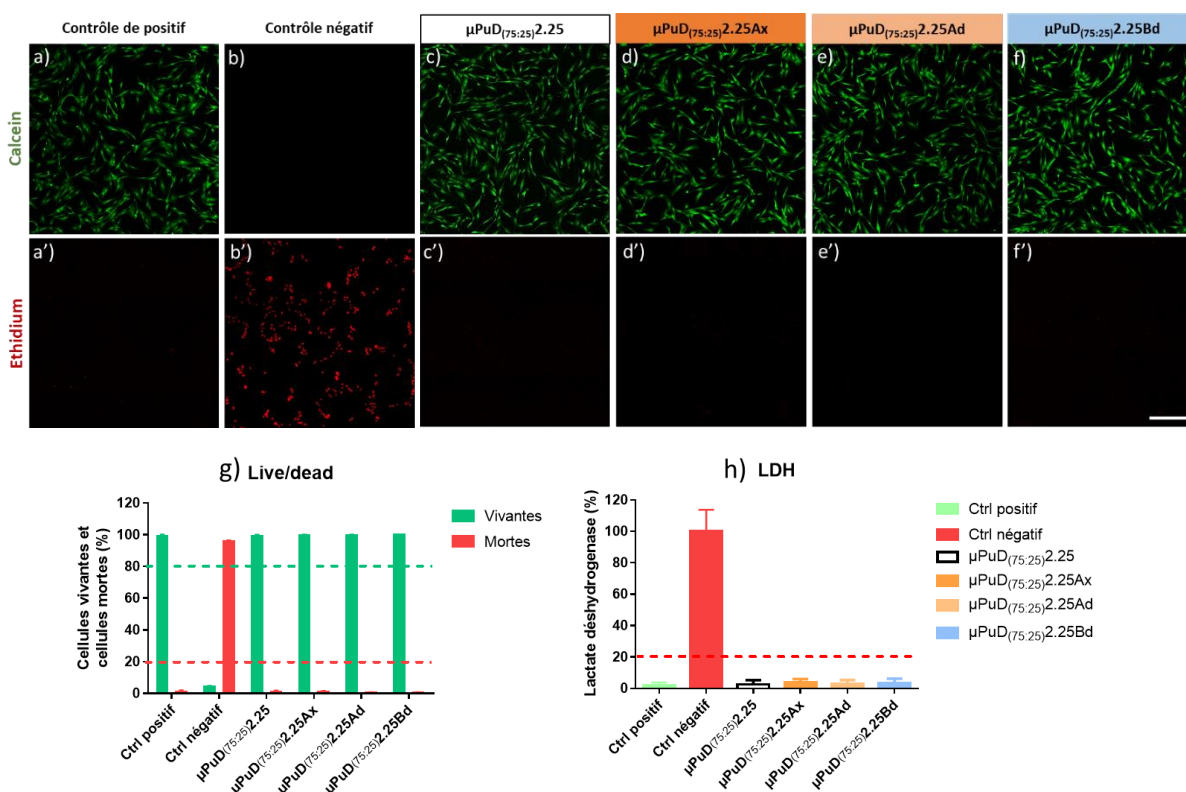 Contrôle de positif
Contrôle négatif
µPuD(75:25)2.25
µPuD(75:25)2.25Ax
µPuD(75:25)2.25Ad
µPuD(75:25)2.25Bd
Calcein
a)
b)
c)
d)
e)
f)
Ethidium
a')
b')
c')
d')
e')
f')
g) Live/dead
Cellules vivantes et
cellules mortes (%)
120
100
80
60
40
20
0
Vivantes
Mortes
Ctrl positif
Ctrl négatif
µPuD(75:25)2.25
µPuD(75:25)2.25Ax
µPuD(75:25)2.25Ad
µPuD(75:25)2.25Bd
h) LDH
Lactate déshydrogenase (%)
120
100
80
60
40
20
0
Ctrl positif
Ctrl négatif
µPuD(75:25)2.25
µPuD(75:25)2.25Ax
µPuD(75:25)2.25Ad
µPuD(75:25)2.25Bd
Ctrl positif
Ctrl négatif
µPuD(75:25)2.25
µPuD(75:25)2.25Ax
µPuD(75:25)2.25Ad
µPuD(75:25)2.25Bd